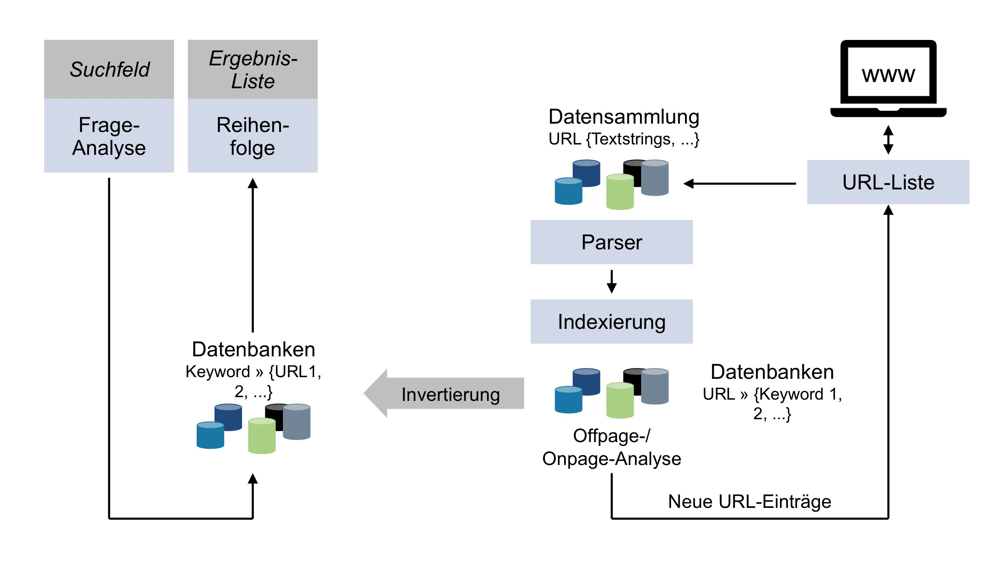 Suchfeld
Frage-
Analyse
Ergebnis-
Liste
Reihen-
folge
Datenbanken
Keyword » {URL1,
2, ...}
Invertierung
www
URL-Liste
Datensammlung
URL {Textstrings, ...}
Parser
Indexierung
Datenbanken
URL » {Keyword 1,
2, ...}
Offpage-/
Onpage-Analyse
Neue URL-Einträge